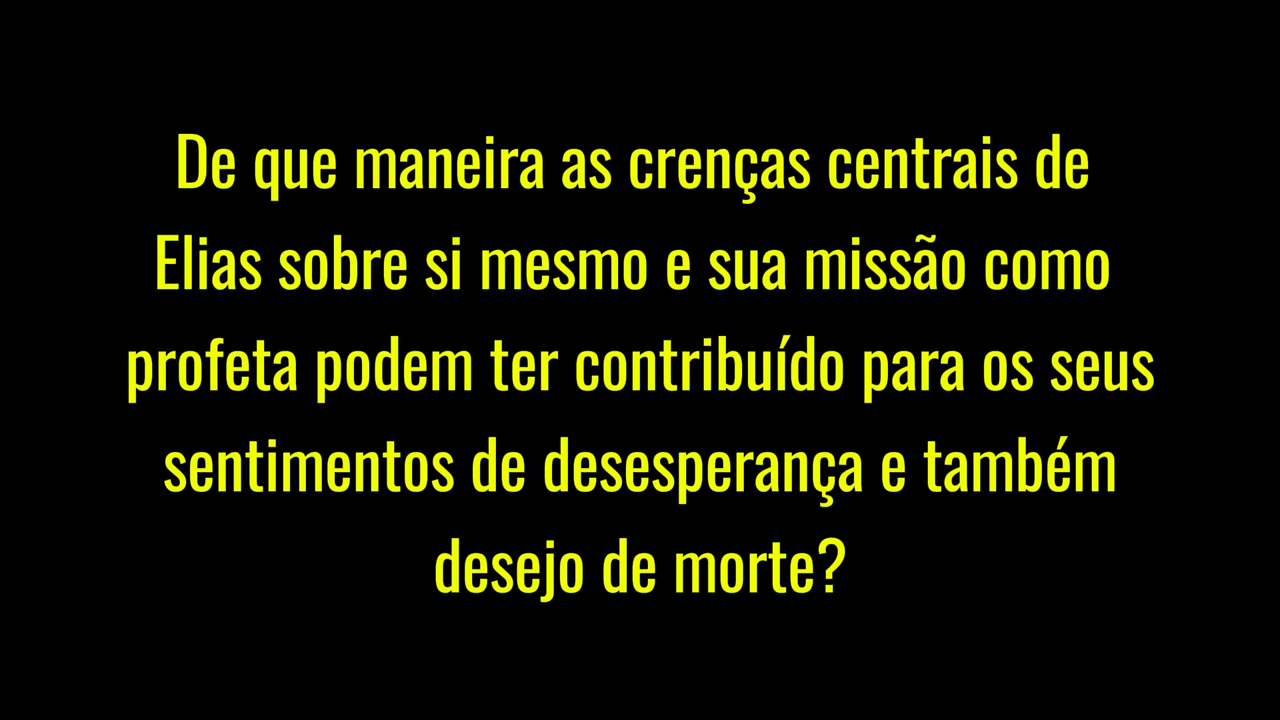 De que maneira as crenças centrais de
Elias sobre si mesmo e sua missão como
profeta podem ter contribuído para os seus
sentimentos de desesperança e também
desejo de morte?